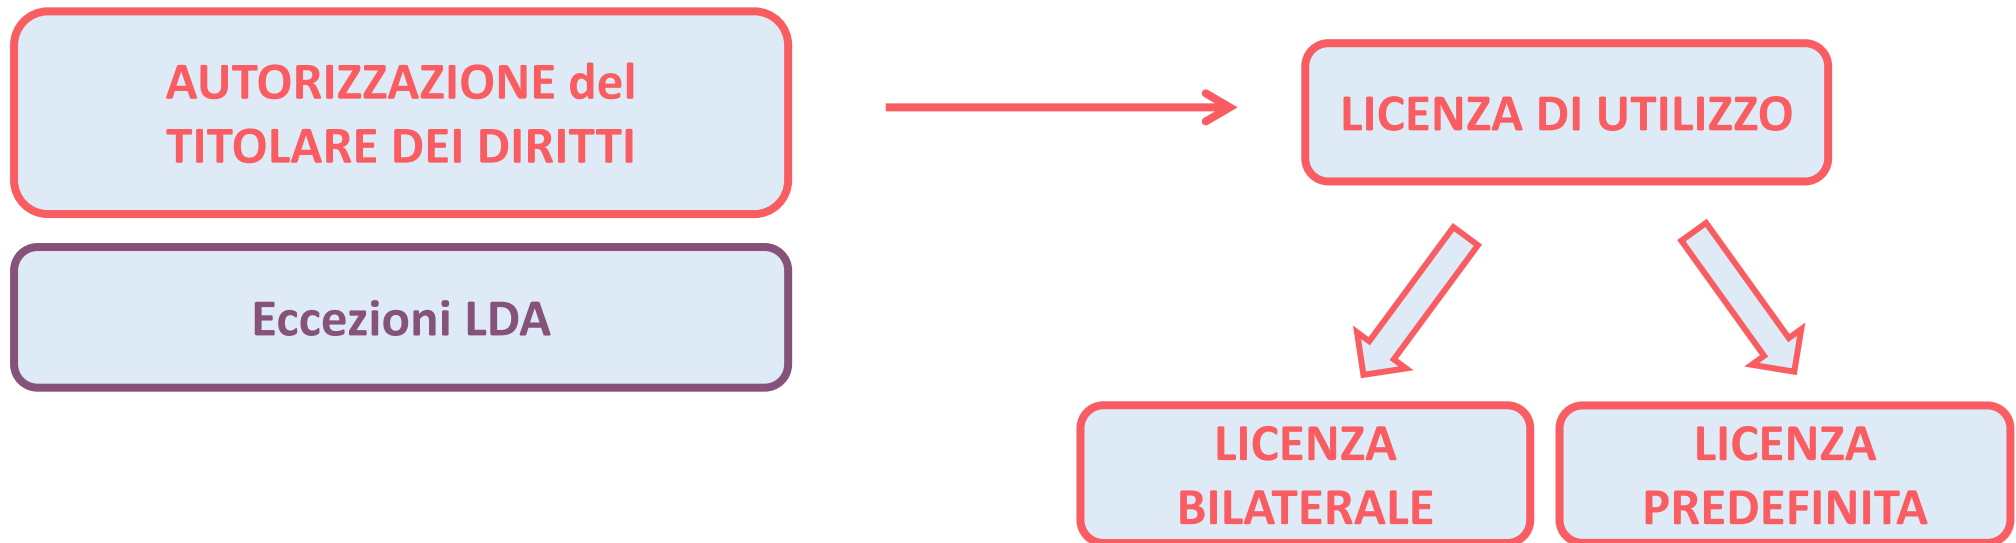 AUTORIZZAZIONE del
TITOLARE DEI DIRITTI
LICENZA DI UTILIZZO
Eccezioni LDA
LICENZA
BILATERALE
LICENZA
PREDEFINITA